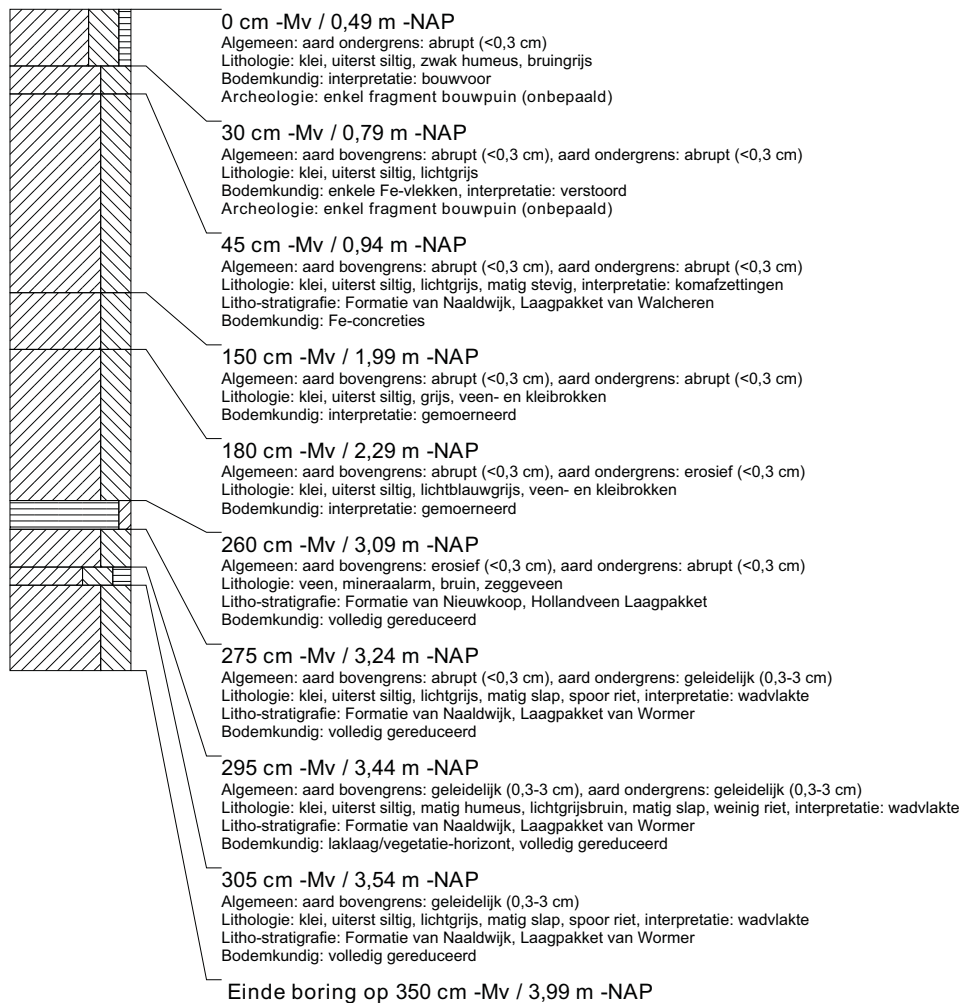 0 cm -Mv / 0,49 m -NAP
Algemeen: aard ondergrens: abrupt (<0,3 cm)
Lithologie: klei, uiterst siltig, zwak humeus, bruingrijs
Bodemkundig: interpretatie: bouwvoor
Archeologie: enkel fragment bouwpuin (onbepaald)
30 cm -Mv / 0,79 m -NAP
Algemeen: aard bovengrens: abrupt (<0,3 cm), aard ondergrens: abrupt (<0,3 cm)
Lithologie: klei, uiterst siltig, lichtgrijs
Bodemkundig: enkele Fe-vlekken, interpretatie: verstoord
Archeologie: enkel fragment bouwpuin (onbepaald)
45 cm -Mv / 0,94 m -NAP
Algemeen: aard bovengrens: abrupt (<0,3 cm), aard ondergrens: abrupt (<0,3 cm)
Lithologie: klei, uiterst siltig, lichtgrijs, matig stevig, interpretatie: komafzettingen
Litho-stratigrafie: Formatie van Naaldwijk, Laagpakket van Walcheren
Bodemkundig: Fe-concreties
150 cm -Mv / 1,99 m -NAP
Algemeen: aard bovengrens: abrupt (<0,3 cm), aard ondergrens: abrupt (<0,3 cm)
Lithologie: klei, uiterst siltig, grijs, veen- en kleibrokken
Bodemkundig: interpretatie: gemoerneerd
180 cm -Mv / 2,29 m -NAP
Algemeen: aard bovengrens: abrupt (<0,3 cm), aard ondergrens: erosief (<0,3 cm)
Lithologie: klei, uiterst siltig, lichtblauwgrijs, veen- en kleibrokken
Bodemkundig: interpretatie: gemoerneerd
260 cm -Mv / 3,09 m -NAP
Algemeen: aard bovengrens: erosief (<0,3 cm), aard ondergrens: abrupt (<0,3 cm)
Lithologie: veen, mineraalarm, bruin, zeggeveen
Litho-stratigrafie: Formatie van Nieuwkoop, Hollandveen Laagpakket
Bodemkundig: volledig gereduceerd
275 cm -Mv / 3,24 m -NAP
Algemeen: aard bovengrens: abrupt (<0,3 cm), aard ondergrens: geleidelijk (0,3-3 cm)
Lithologie: klei, uiterst siltig, lichtgrijs, matig slap, spoor riet, interpretatie: wadvlakte
Litho-stratigrafie: Formatie van Naaldwijk, Laagpakket van Wormer
Bodemkundig: volledig gereduceerd
295 cm -Mv / 3,44 m -NAP
Algemeen: aard bovengrens: geleidelijk (0,3-3 cm), aard ondergrens: geleidelijk (0,3-3 cm)
Lithologie: klei, uiterst siltig, matig humeus, lichtgrijsbruin, matig slap, weinig riet, interpretatie: wadvlakte
Litho-stratigrafie: Formatie van Naaldwijk, Laagpakket van Wormer
Bodemkundig: laklaag/vegetatie-horizont, volledig gereduceerd
305 cm -Mv / 3,54 m -NAP
Algemeen: aard bovengrens: geleidelijk (0,3-3 cm)
Lithologie: klei, uiterst siltig, lichtgrijs, matig slap, spoor riet, interpretatie: wadvlakte
Litho-stratigrafie: Formatie van Naaldwijk, Laagpakket van Wormer
Bodemkundig: volledig gereduceerd
Einde boring op 350 cm -Mv / 3,99 m -NAP